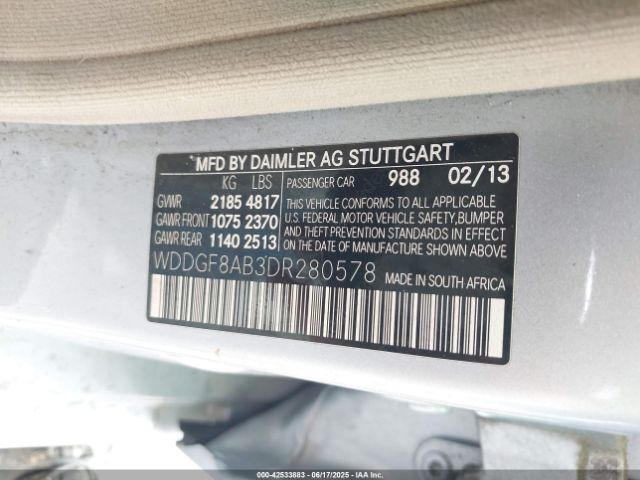 MFD BY DAIMLER AG STUTTGART
KG LBS PASSENGER CAR 988 02/13
GVWR 2185 4817
GAWR FRONT 1075 2370
GAWR REAR 1140 2513
THIS VEHICLE CONFORMS TO ALL APPLICABLE
U.S. FEDERAL MOTOR VEHICLE SAFETY, BUMPER
AND THEFT PREVENTION STANDARDS IN EFFECT
ON THE DATE OF MANUFACTURE SHOWN ABOVE.
WDDGF8AB3DR280578 MADE IN SOUTH AFRICA
000-42533883 - 06/17/2025 - IAAI.COM